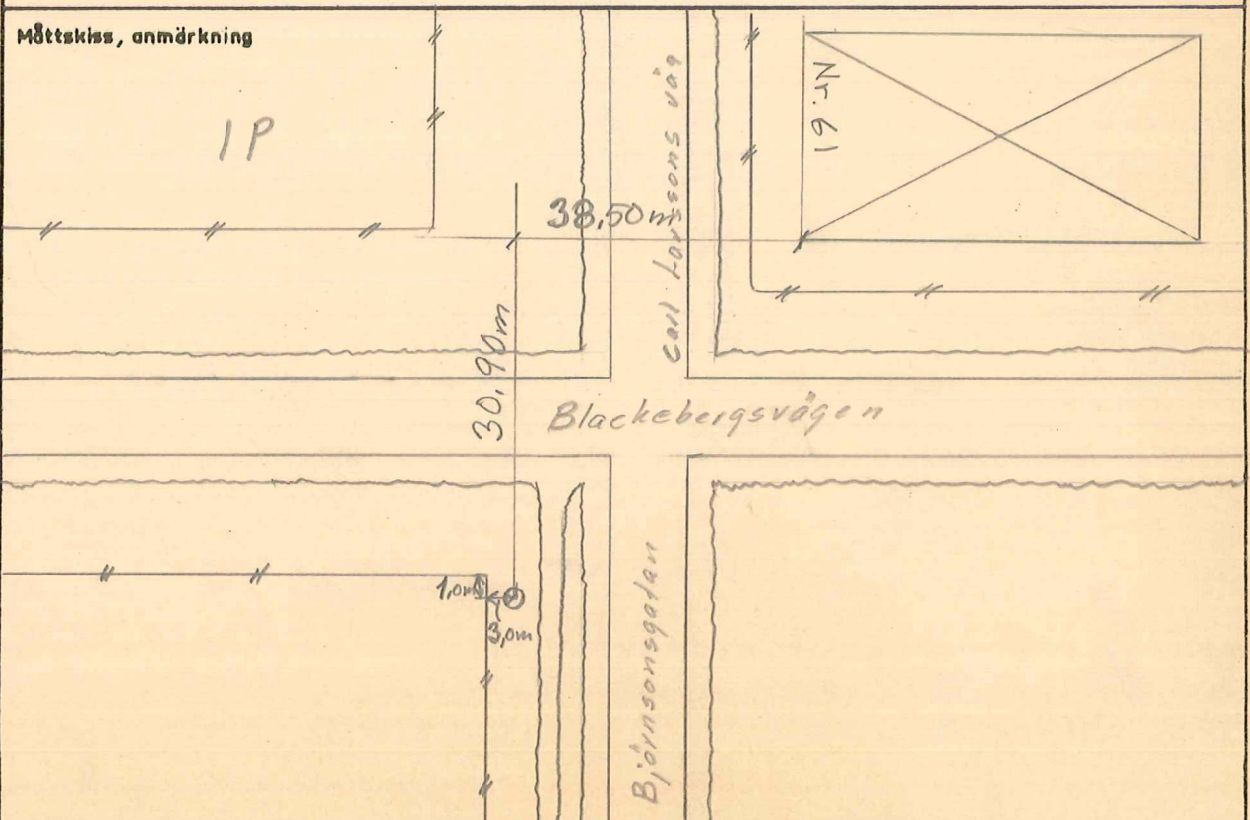 Måttskiss, anmärkning
IP
Nr. 61
Carl Larssons väg
38,50m
30,90m
Blackebergsvägen
1,0m
3,0m
Björnsonsgatan